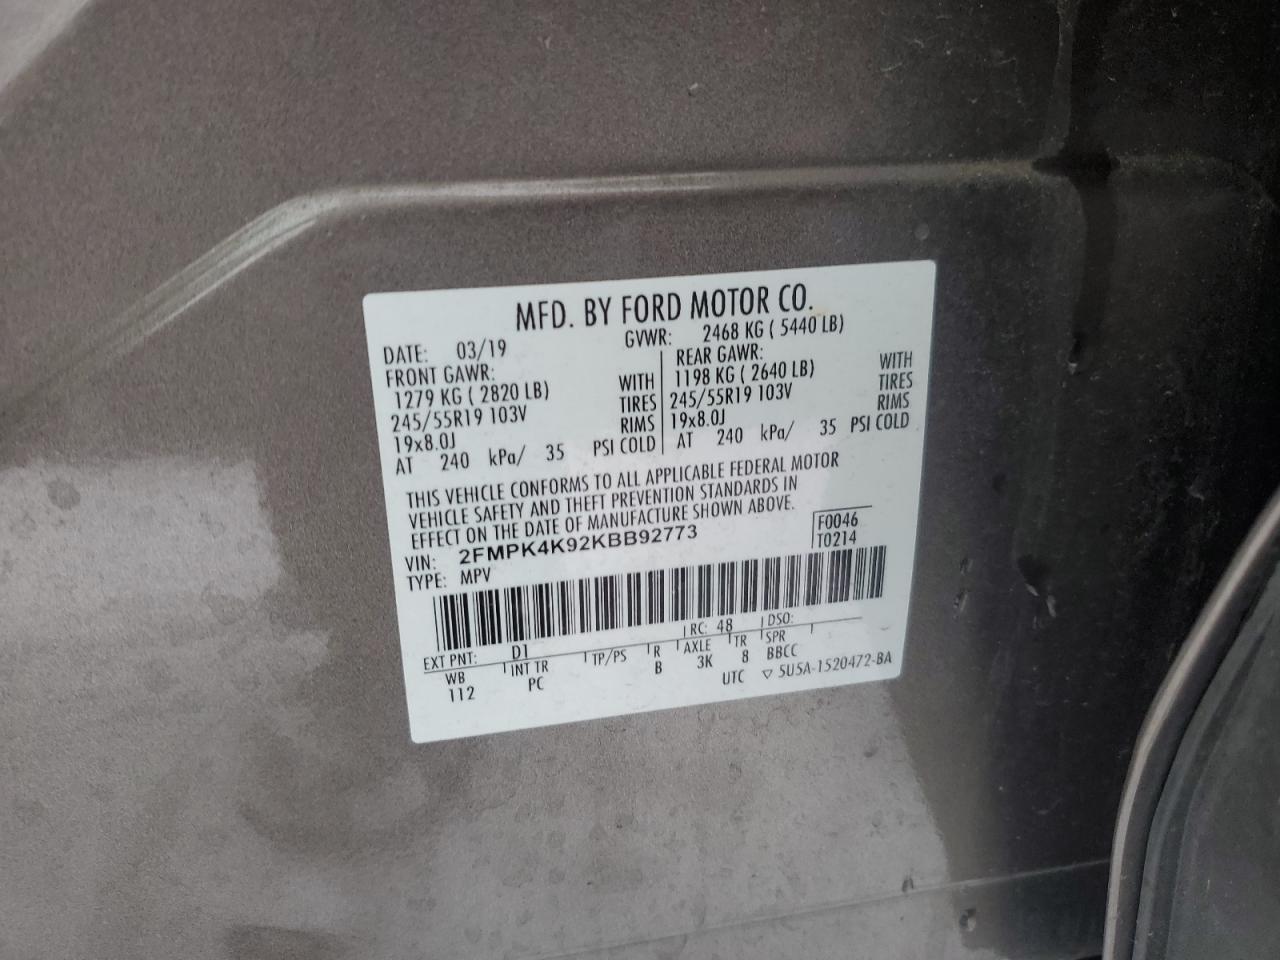 MFD. BY FORD MOTOR CO.
DATE: 03/19 GVWR: 2468 KG ( 5440 LB)
FRONT GAWR:
1279 KG ( 2820 LB) WITH
245/55R19 103V TIRES
19x8.0J RIMS
AT 240 kPa/ 35 PSI COLD
REAR GAWR:
1198 KG ( 2640 LB) WITH
245/55R19 103V TIRES
19x8.0J RIMS
AT 240 kPa/ 35 PSI COLD
THIS VEHICLE CONFORMS TO ALL APPLICABLE FEDERAL MOTOR
VEHICLE SAFETY AND THEFT PREVENTION STANDARDS IN
EFFECT ON THE DATE OF MANUFACTURE SHOWN ABOVE.
VIN: 2FMPK4K92KBB92773
TYPE: MPV
F0046
T0214
EXT PNT: D1 RC: 48 DSO:
WB INT TR TP/PS R AXLE TR SPR
112 PC B 3K 8 BBCC
UTC ▽ 5U5A-1520472-BA